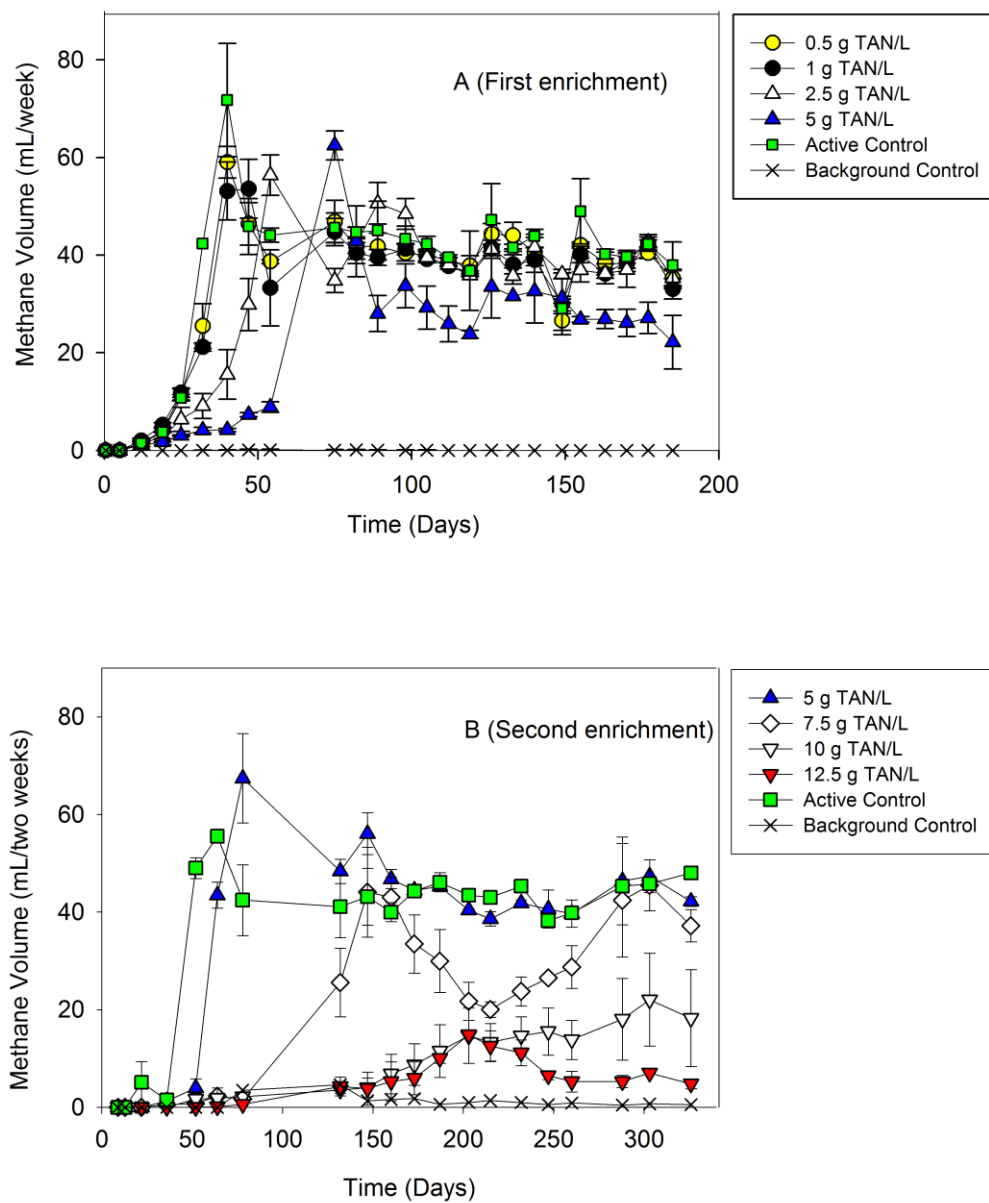 A (First enrichment)
Methane Volume (mL/week)
80
60
40
20
0
0 50 100 150 200
Time (Days)
0.5 g TAN/L
1 g TAN/L
2.5 g TAN/L
5 g TAN/L
Active Control
Background Control
B (Second enrichment)
Methane Volume (mL/two weeks)
80
60
40
20
0
0 50 100 150 200 250 300
Time (Days)
5 g TAN/L
7.5 g TAN/L
10 g TAN/L
12.5 g TAN/L
Active Control
Background Control